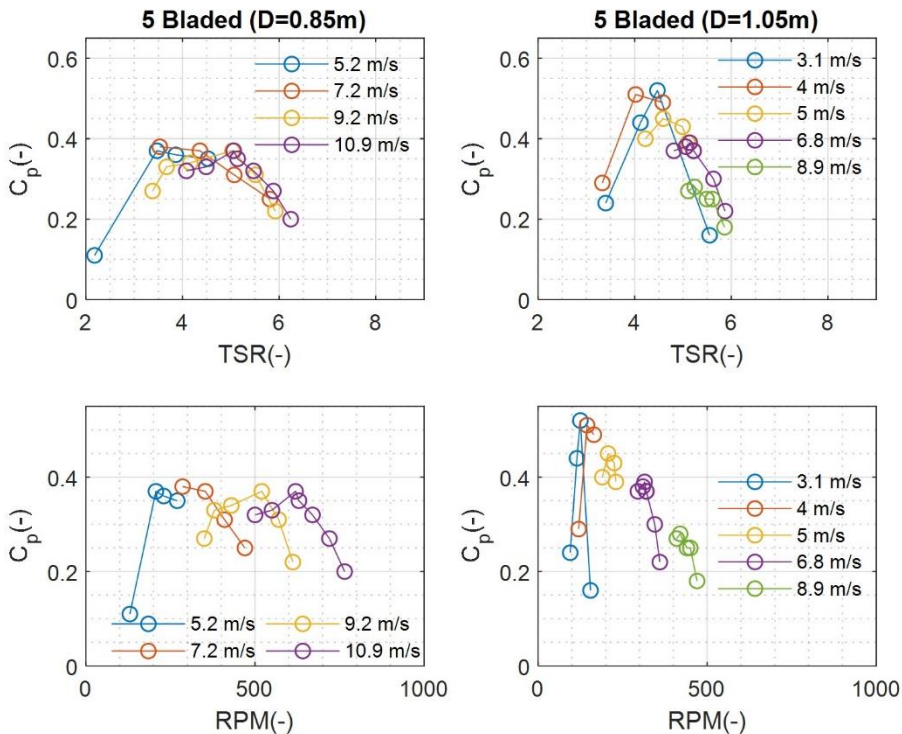 5 Bladed (D=0.85m)
0.6
0.4
0.2
0
Cp(-)
2
4
6
8
TSR(-)
5.2 m/s
7.2 m/s
9.2 m/s
10.9 m/s
5 Bladed (D=1.05m)
0.6
0.4
0.2
0
Cp(-)
2
4
6
8
TSR(-)
3.1 m/s
4 m/s
5 m/s
6.8 m/s
8.9 m/s
0.4
0.2
0
Cp(-)
0
500
1000
RPM(-)
5.2 m/s
9.2 m/s
7.2 m/s
10.9 m/s
0.4
0.2
0
Cp(-)
0
500
1000
RPM(-)
3.1 m/s
4 m/s
5 m/s
6.8 m/s
8.9 m/s